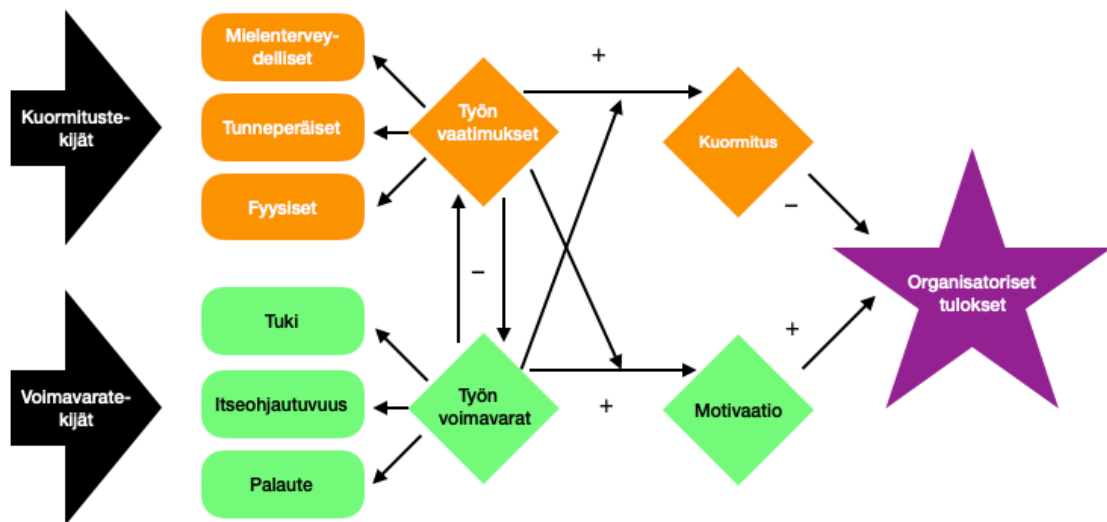 Kuormituste-
kijät
Mielentervey-
delliset
Tunneperäiset
Fyysiset
Työn
vaatimukset
+
Kuormitus
–
–
Organisatoriset
tulokset
Voimavarate-
kijät
Tuki
Itseohjautuvuus
Palaute
Työn
voimavarat
+
Motivaatio
+